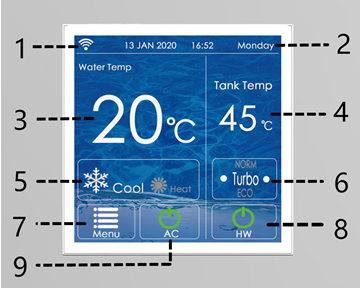 1
13 JAN 2020 16:52 Monday
2
Water Temp
Tank Temp
3
20°C
45°C
4
5
Cool
Heat
NORM
Turbo
ECO
6
7
Menu
AC
HW
8
9